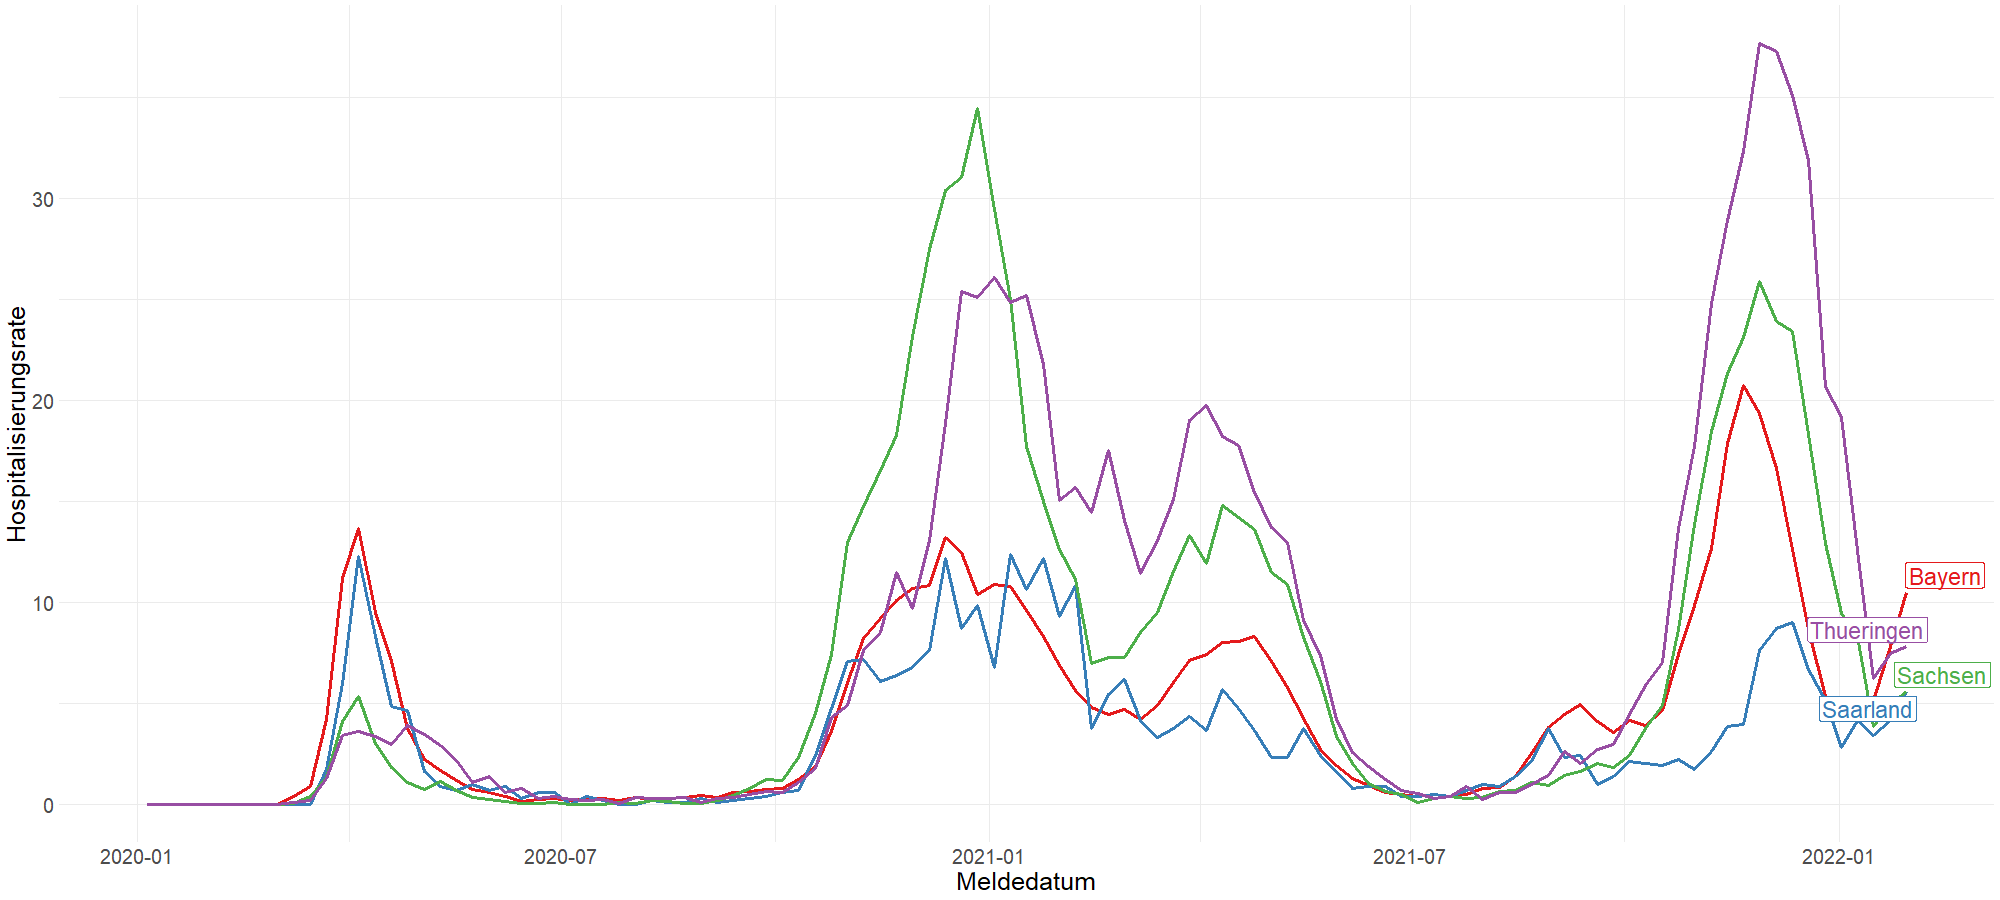 Hospitalisierungsrate
30
20
10
0
Bayern
Thueringen
Sachsen
Saarland
2020-01
2020-07
2021-01
2021-07
2022-01
Meldedatum